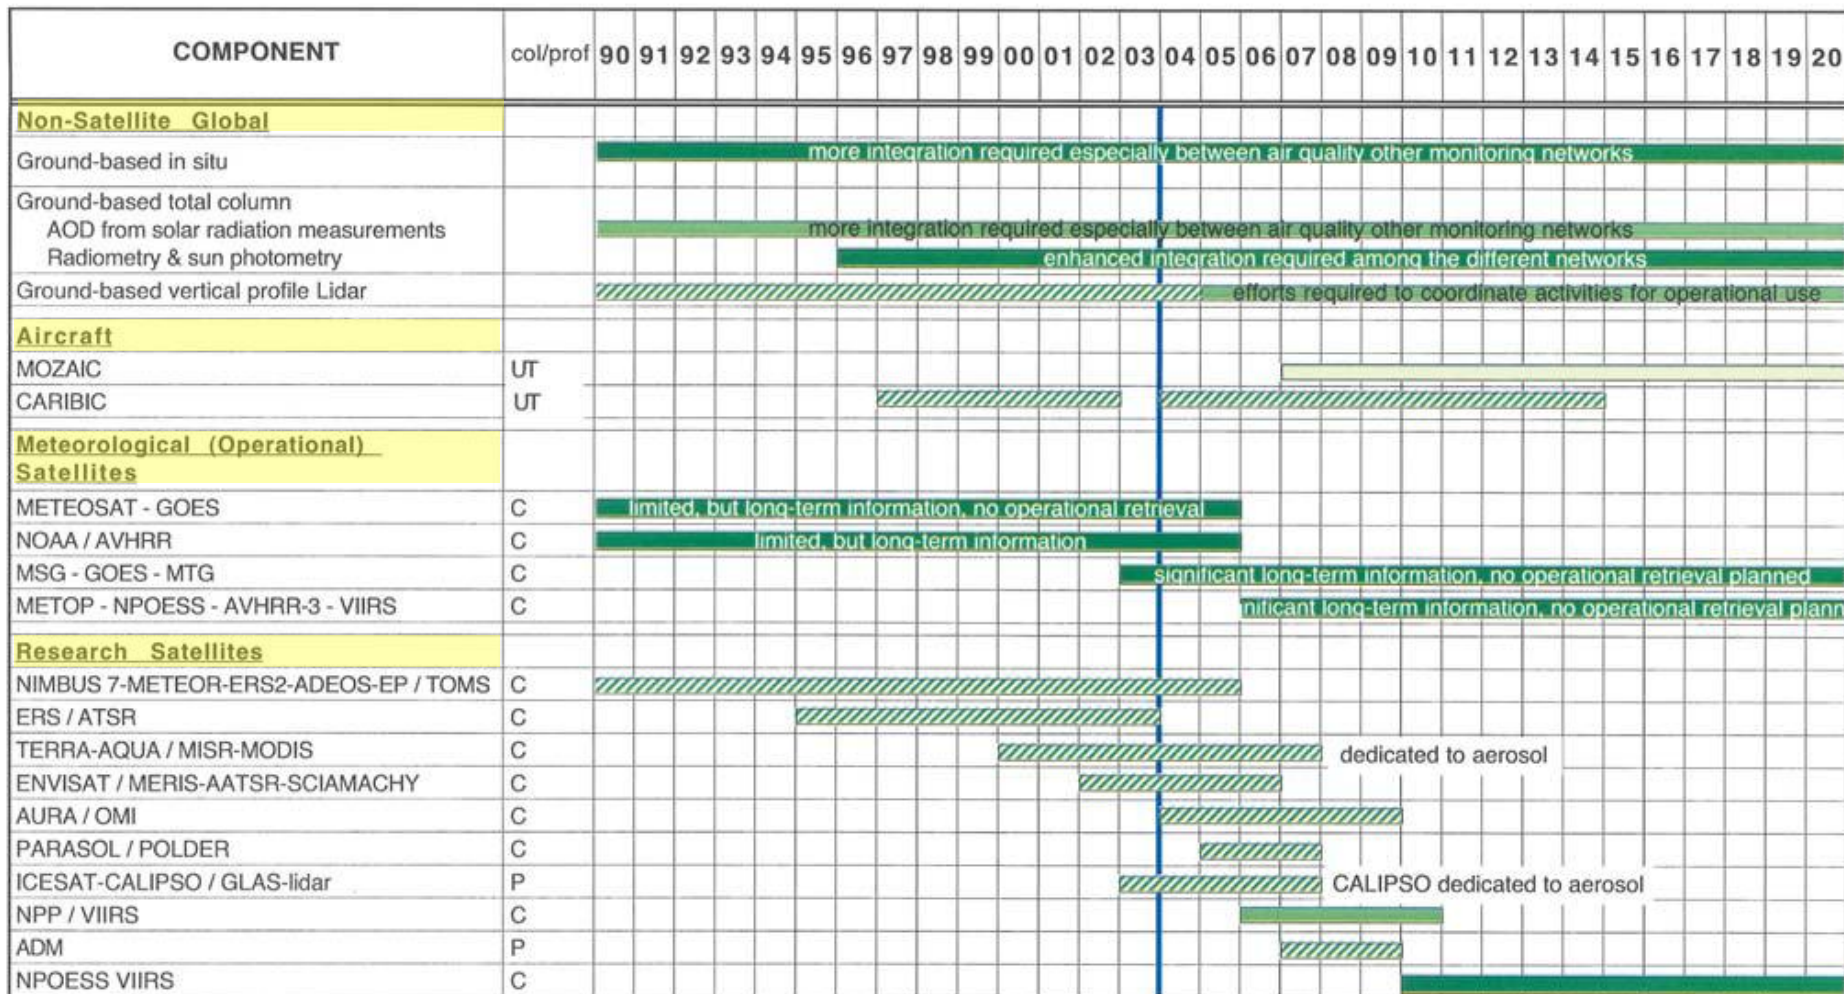 COMPONENT col/prof 90 91 92 93 94 95 96 97 98 99 00 01 02 03 04 05 06 07 08 09 10 11 12 13 14 15 16 17 18 19 20
Non-Satellite Global
Ground-based in situ more integration required especially between air quality other monitoring networks
Ground-based total column
AOD from solar radiation measurements more integration required especially between air quality other monitoring networks
Radiometry & sun photometry enhanced integration required among the different networks
Ground-based vertical profile Lidar efforts required to coordinate activities for operational use
Aircraft
MOZAIC UT
CARIBIC UT
Meteorological (Operational)
Satellites
METEOSAT - GOES C limited, but long-term information, no operational retrieval
NOAA / AVHRR C limited, but long-term information
MSG - GOES - MTG C significant long-term information, no operational retrieval planned
METOP - NPOESS - AVHRR-3 - VIIRS C nificant long-term information, no operational retrieval plann
Research Satellites
NIMBUS 7-METEOR-ERS2-ADEOS-EP / TOMS C
ERS / ATSR C
TERRA-AQUA / MISR-MODIS C dedicated to aerosol
ENVISAT / MERIS-AATSR-SCIAMACHY C
AURA / OMI C
PARASOL / POLDER C
ICESAT-CALIPSO / GLAS-lidar P CALIPSO dedicated to aerosol
NPP / VIIRS C
ADM P
NPOESS VIIRS C